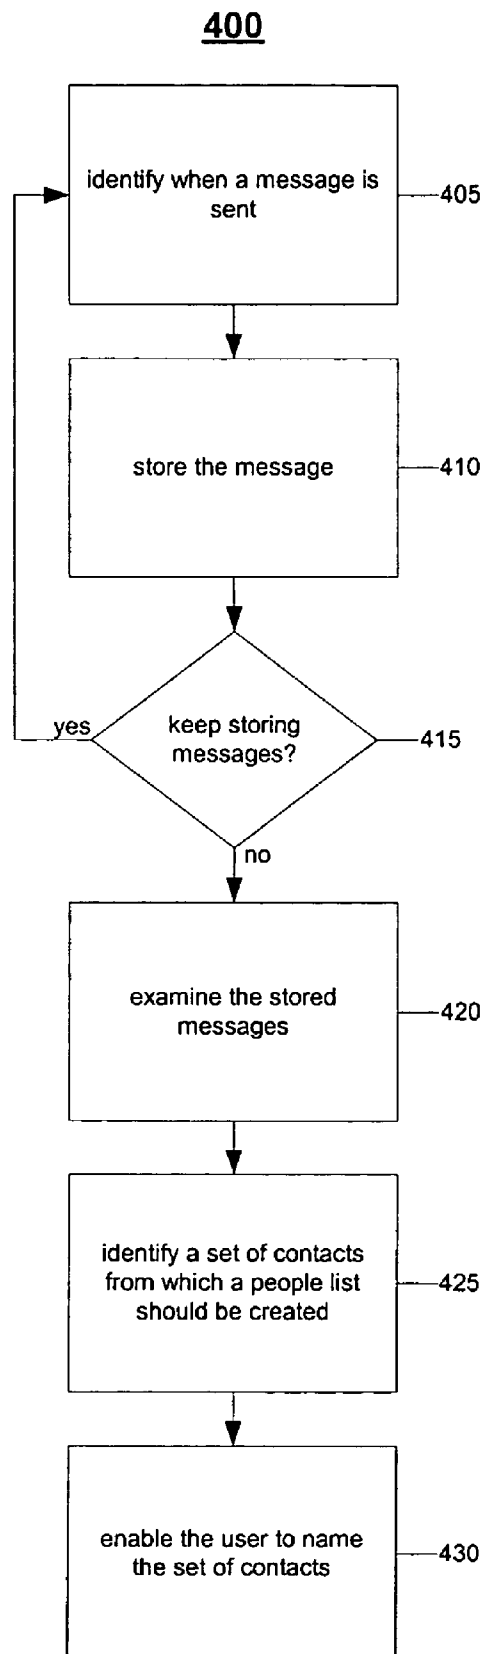 400
identify when a message is
sent
405
store the message
410
keep storing
messages?
415
yes
no
examine the stored
messages
420
identify a set of contacts
from which a people list
should be created
425
enable the user to name
the set of contacts
430